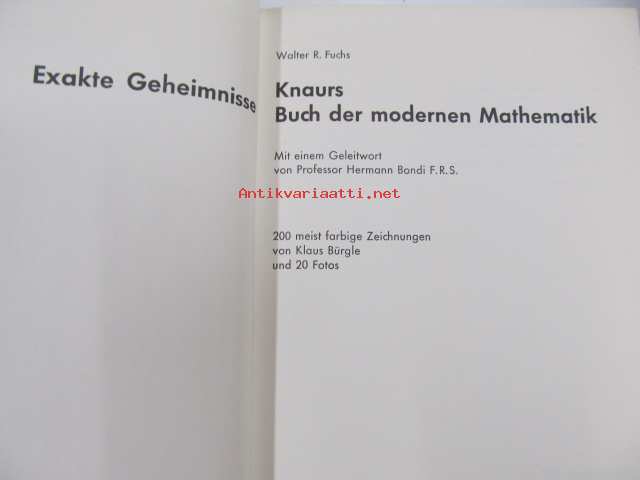 Exakte Geheimnisse
Walter R. Fuchs
Knaurs
Buch der modernen Mathematik
Mit einem Geleitwort
von Professor Hermann Bondi F.R.S.
Antikvariaatti.net
200 meist farbige Zeichnungen
von Klaus Bürgle
und 20 Fotos